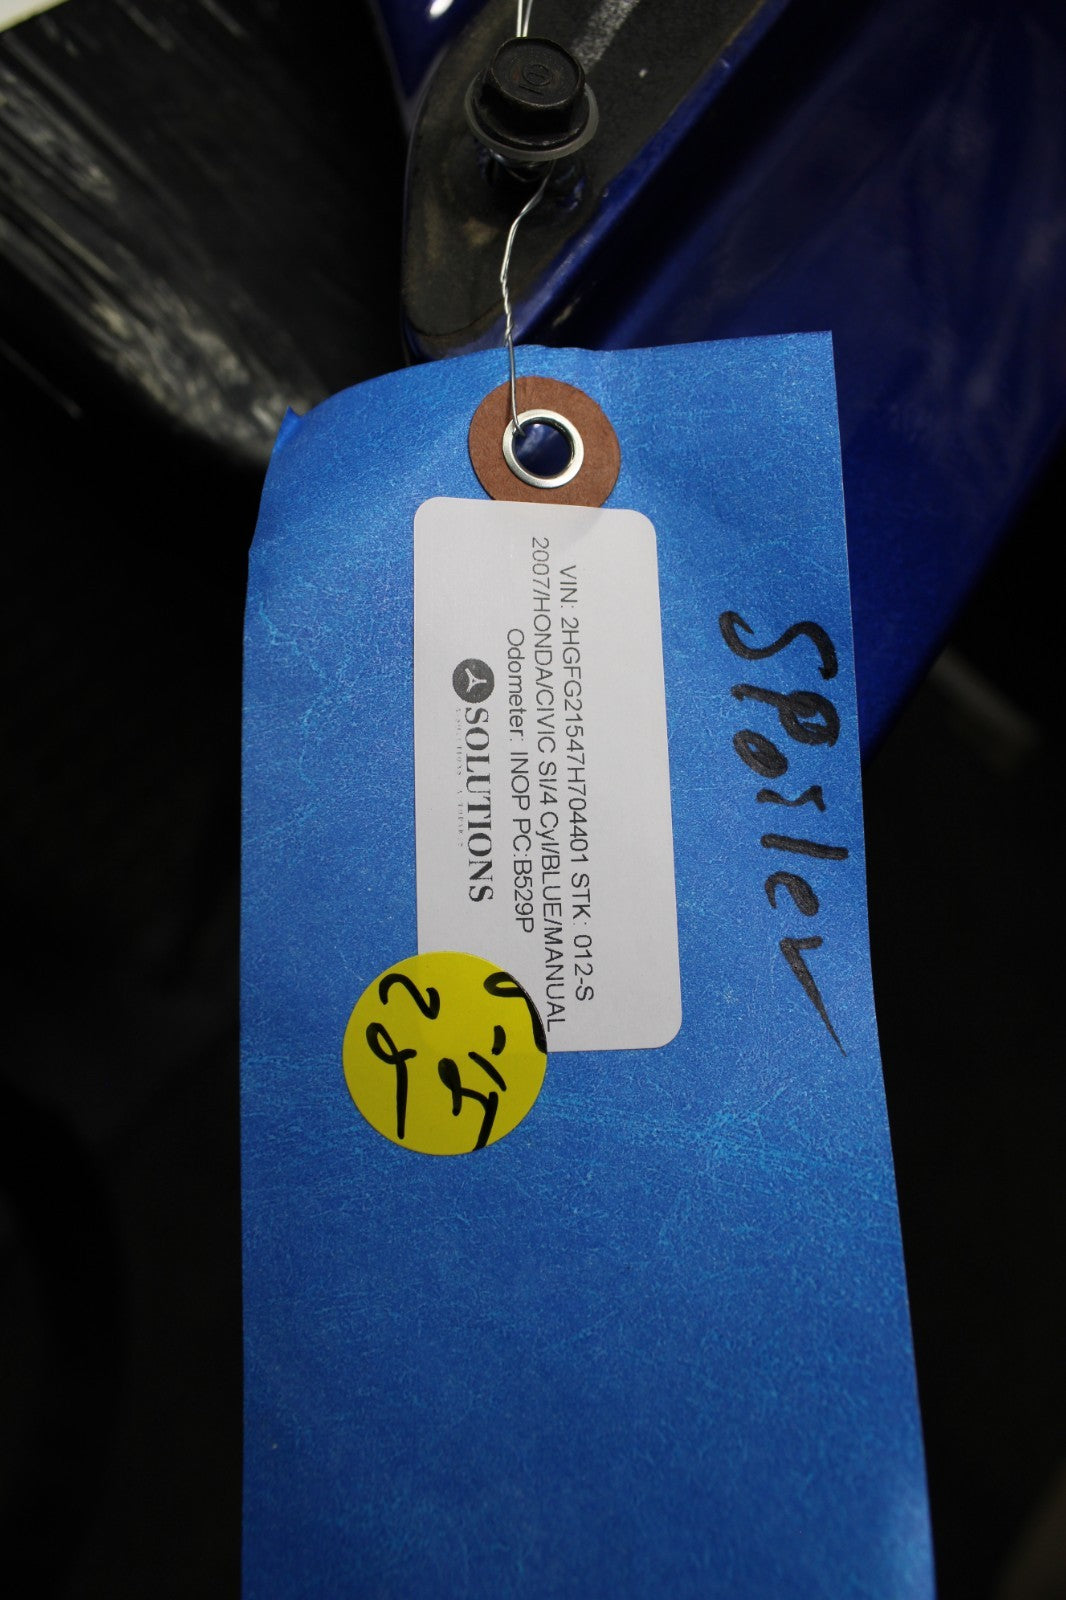 VIN: 2HGFG21547H704401 STK: 012-S
2007/HONDA/CIVIC SI/4 Cyl/BLUE/MANUAL
Odometer: INOP PC:B529P
SOLUTIONS
SPoiler